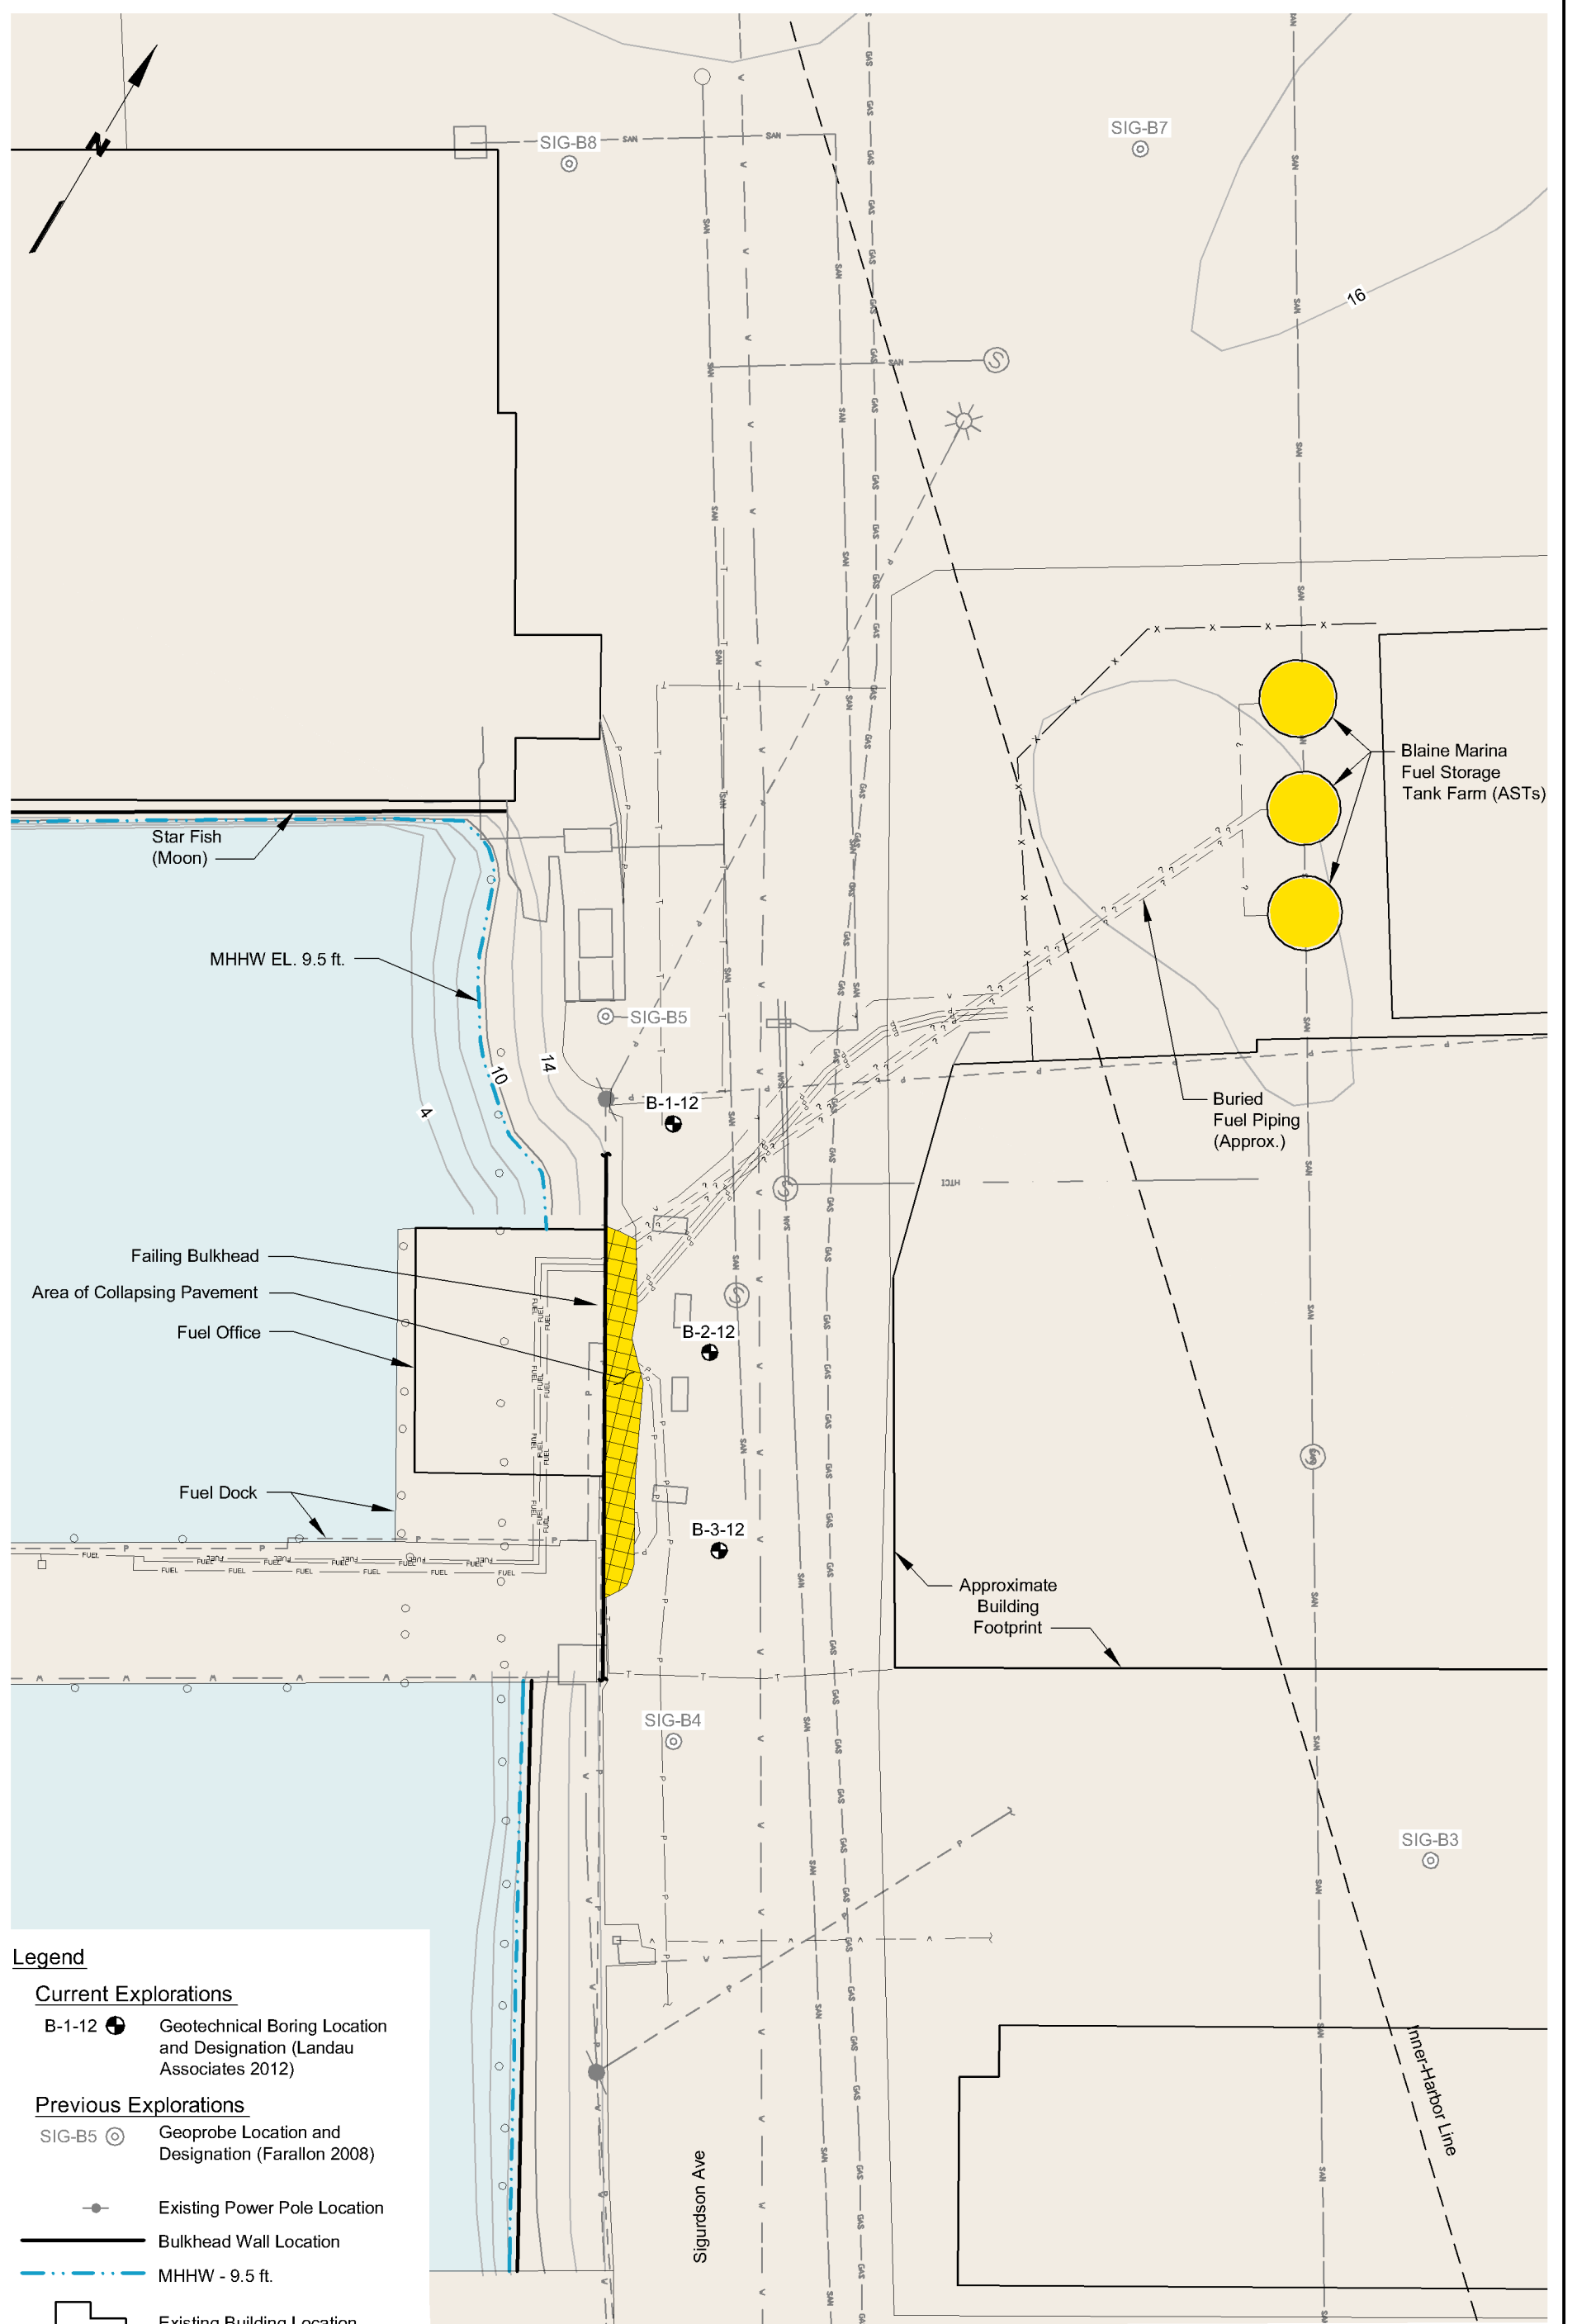 N
SIG-B8
SIG-B7
16
Blaine Marina
Fuel Storage
Tank Farm (ASTs)
Star Fish
(Moon)
MHHW EL. 9.5 ft.
SIG-B5
14
10
4
B-1-12
Buried
Fuel Piping
(Approx.)
Failing Bulkhead
Area of Collapsing Pavement
Fuel Office
B-2-12
Fuel Dock
B-3-12
Approximate
Building
Footprint
SIG-B4
SIG-B3
Inner-Harbor Line
Sigurdson Ave
Legend
Current Explorations
B-1-12
Geotechnical Boring Location
and Designation (Landau
Associates 2012)
Previous Explorations
SIG-B5
Geoprobe Location and
Designation (Farallon 2008)
Existing Power Pole Location
Bulkhead Wall Location
MHHW - 9.5 ft.
Existing Building Location